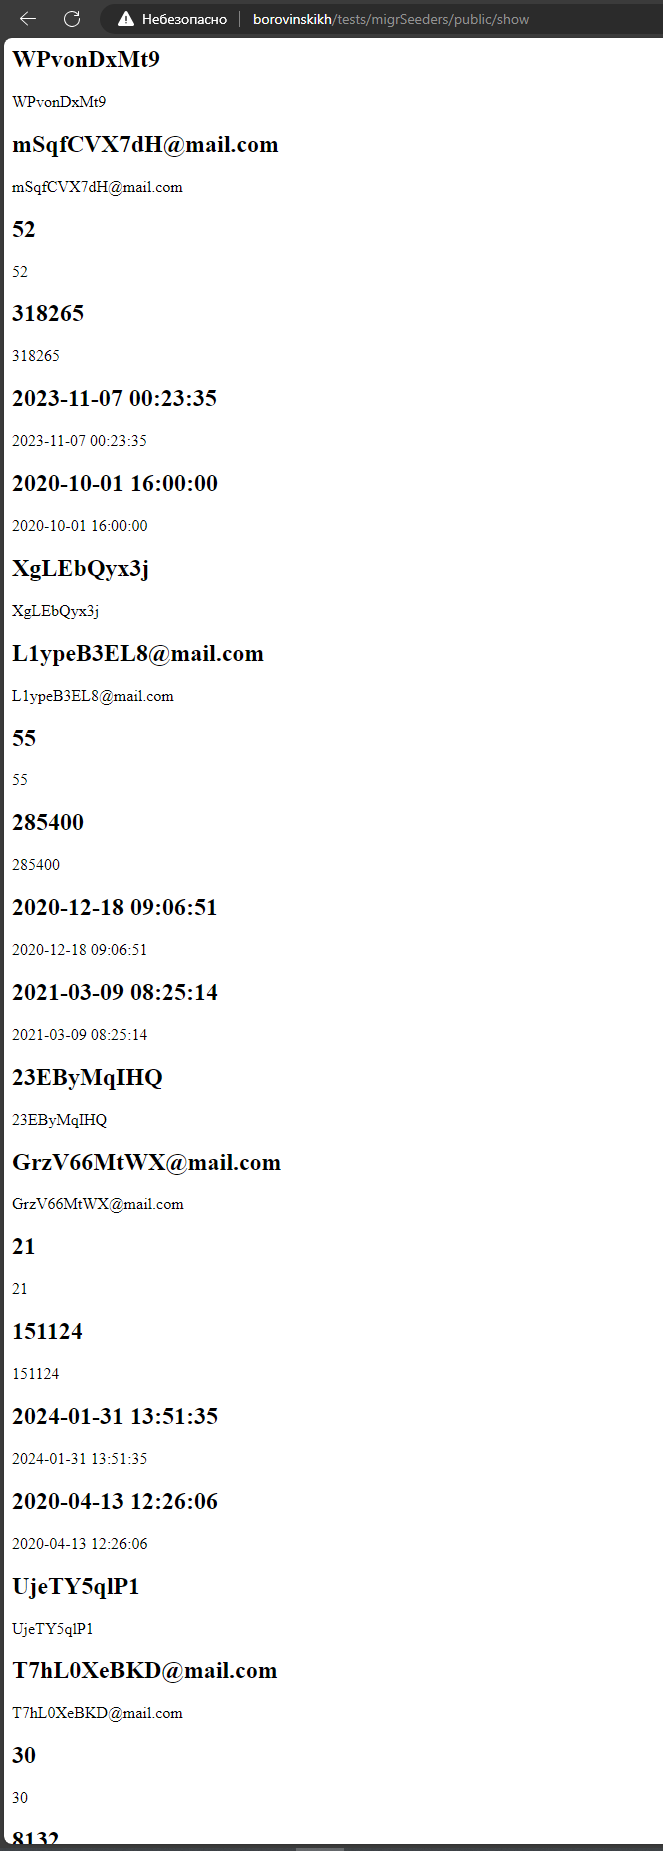 Небезопасно borovinskikh/tests/migrSeeders/public/show
WPvonDxMt9
WPvonDxMt9
mSqfCVX7dH@mail.com
mSqfCVX7dH@mail.com
52
52
318265
318265
2023-11-07 00:23:35
2023-11-07 00:23:35
2020-10-01 16:00:00
2020-10-01 16:00:00
XgLEbQyx3j
XgLEbQyx3j
L1ypeB3EL8@mail.com
L1ypeB3EL8@mail.com
55
55
285400
285400
2020-12-18 09:06:51
2020-12-18 09:06:51
2021-03-09 08:25:14
2021-03-09 08:25:14
23EByMqIHQ
23EByMqIHQ
GrzV66MtWX@mail.com
GrzV66MtWX@mail.com
21
21
151124
151124
2024-01-31 13:51:35
2024-01-31 13:51:35
2020-04-13 12:26:06
2020-04-13 12:26:06
UjeTY5qlP1
UjeTY5qlP1
T7hL0XeBKD@mail.com
T7hL0XeBKD@mail.com
30
30
8132